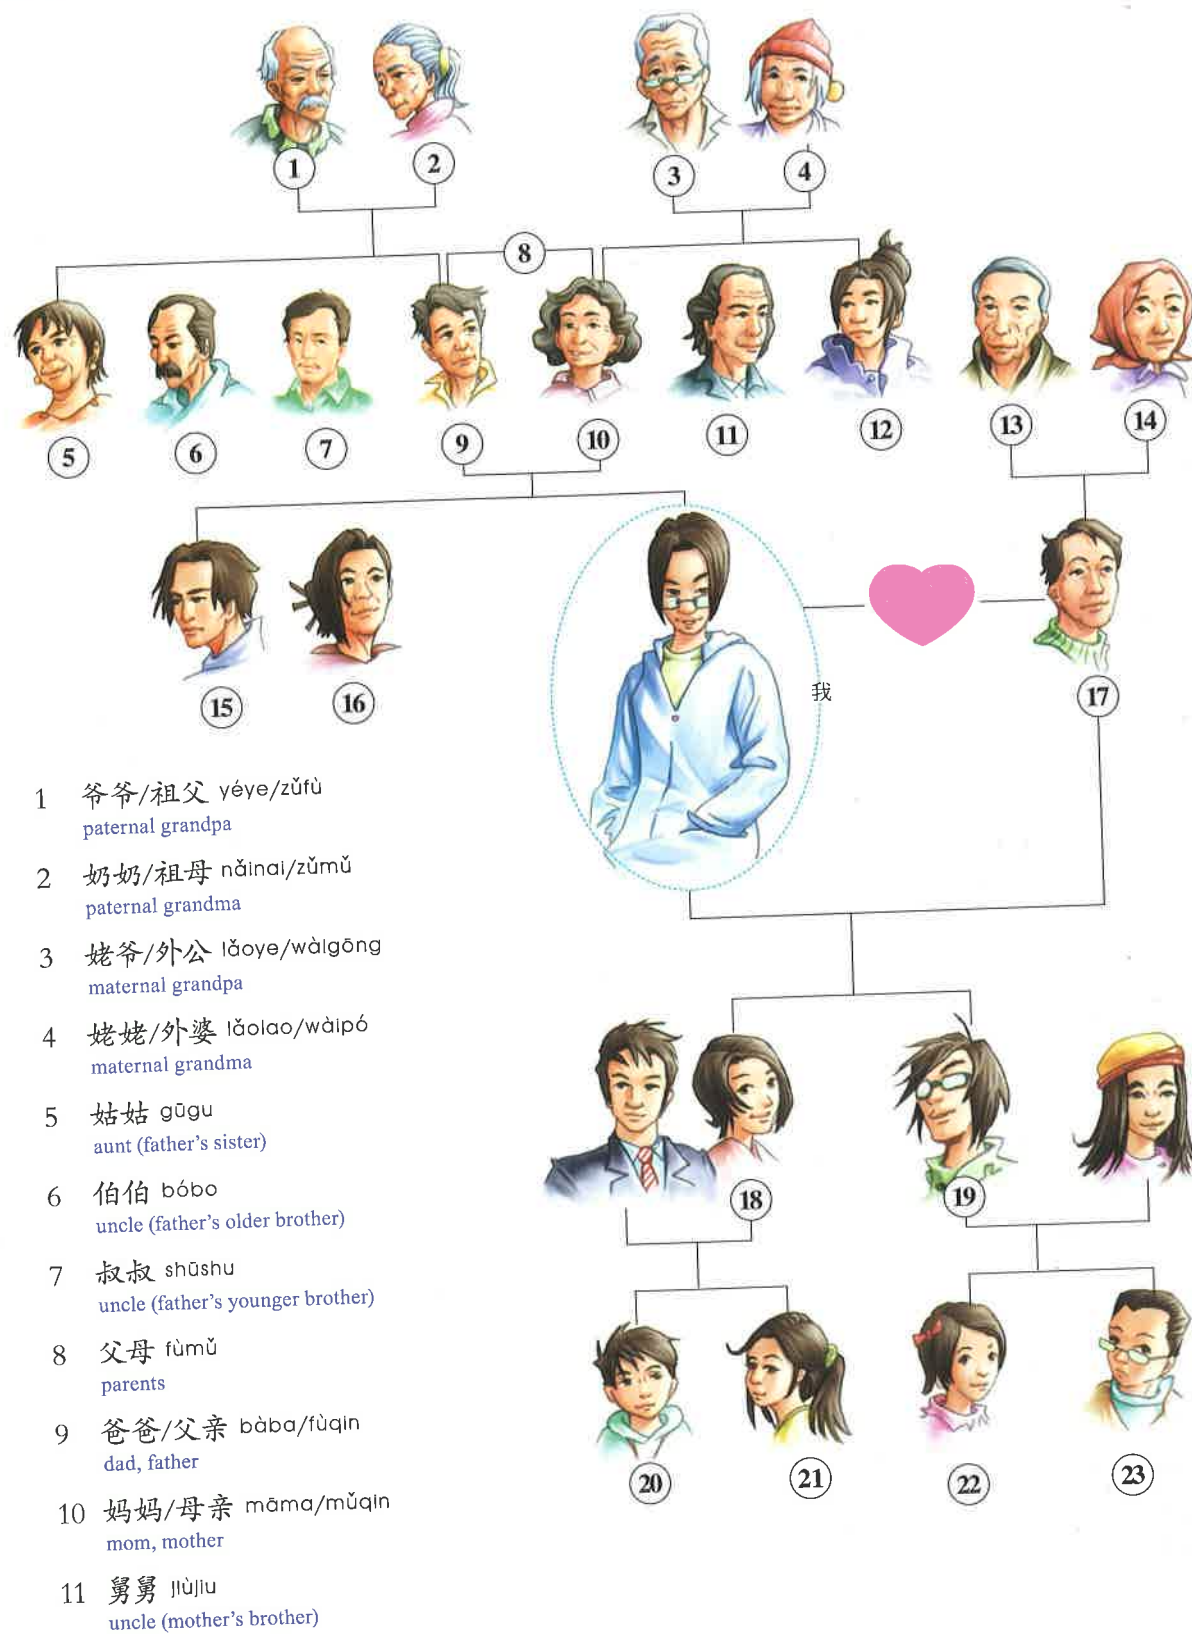 1
2
3
4
8
5
6
7
9
10
11
12
13
14
15
16
我
17
18
19
20
21
22
23
1 爷爷/祖父 yéye/zǔfù
paternal grandpa
2 奶奶/祖母 nǎinai/zǔmǔ
paternal grandma
3 姥爷/外公 lǎoye/wàigōng
maternal grandpa
4 姥姥/外婆 lǎolao/wàipó
maternal grandma
5 姑姑 gūgu
aunt (father's sister)
6 伯伯 bóbo
uncle (father's older brother)
7 叔叔 shūshu
uncle (father's younger brother)
8 父母 fùmǔ
parents
9 爸爸/父亲 bàba/fùqin
dad, father
10 妈妈/母亲 māma/mǔqin
mom, mother
11 舅舅 jiùjiu
uncle (mother's brother)